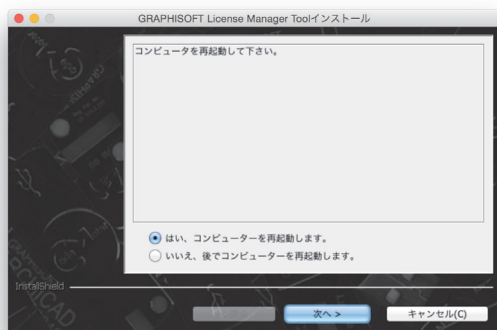 GRAPHISOFT License Manager Toolインストール
コンピュータを再起動して下さい。
はい、コンピューターを再起動します。
いいえ、後でコンピューターを再起動します。
InstallShield
次へ >
キャンセル(C)